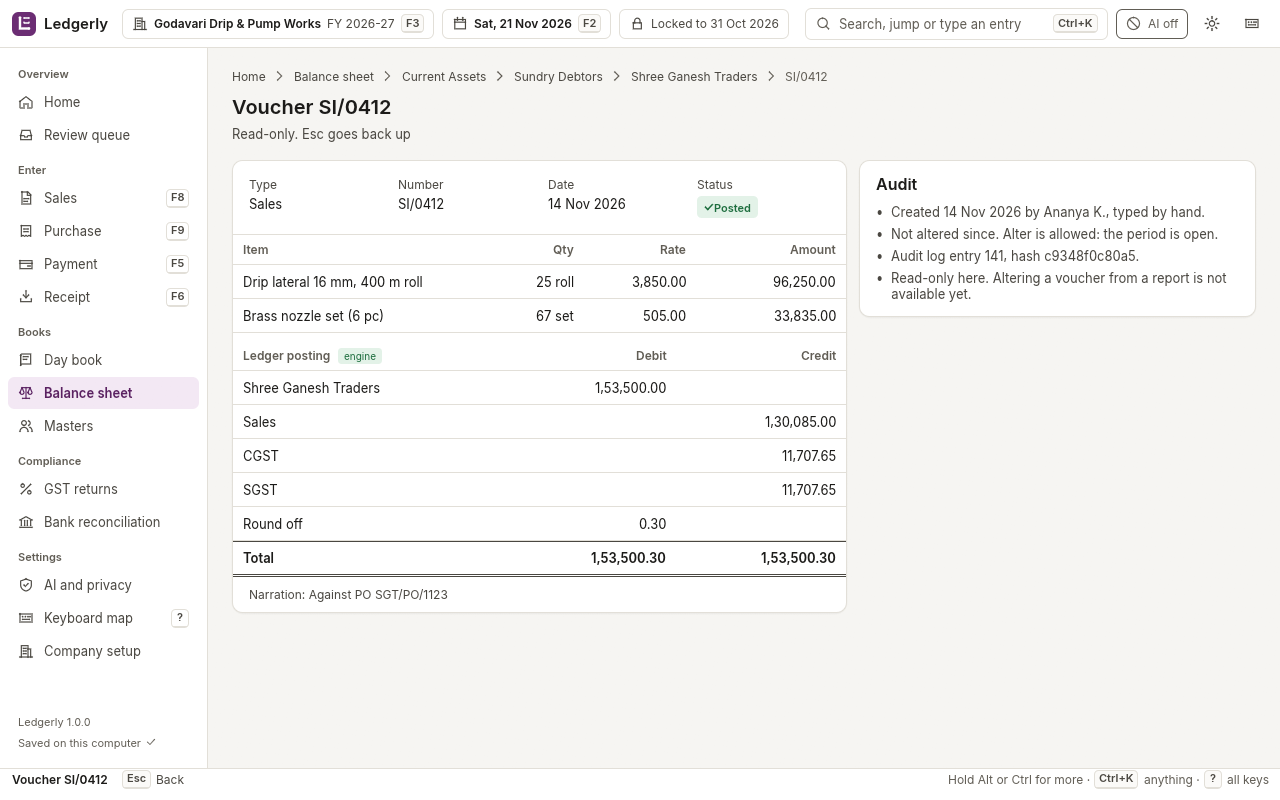 Ledgerly
Godavari Drip & Pump Works FY 2026-27 F3
Sat, 21 Nov 2026 F2
Locked to 31 Oct 2026
Search, jump or type an entry Ctrl+K
AI off
Overview
Home
Review queue
Enter
Sales F8
Purchase F9
Payment F5
Receipt F6
Books
Day book
Balance sheet
Masters
Compliance
GST returns
Bank reconciliation
Settings
AI and privacy
Keyboard map ?
Company setup
Ledgerly 1.0.0
Saved on this computer
Home Balance sheet Current Assets Sundry Debtors Shree Ganesh Traders SI/0412
Voucher SI/0412
Read-only. Esc goes back up
Type Number Date Status
Sales SI/0412 14 Nov 2026 Posted
Item Qty Rate Amount
Drip lateral 16 mm, 400 m roll 25 roll 3,850.00 96,250.00
Brass nozzle set (6 pc) 67 set 505.00 33,835.00
Ledger posting engine Debit Credit
Shree Ganesh Traders 1,53,500.00
Sales 1,30,085.00
CGST 11,707.65
SGST 11,707.65
Round off 0.30
Total 1,53,500.30 1,53,500.30
Narration: Against PO SGT/PO/1123
Audit
• Created 14 Nov 2026 by Ananya K., typed by hand.
• Not altered since. Alter is allowed: the period is open.
• Audit log entry 141, hash c9348f0c80a5.
• Read-only here. Altering a voucher from a report is not
available yet.
Voucher SI/0412 Esc Back
Hold Alt or Ctrl for more · Ctrl+K anything · ? all keys